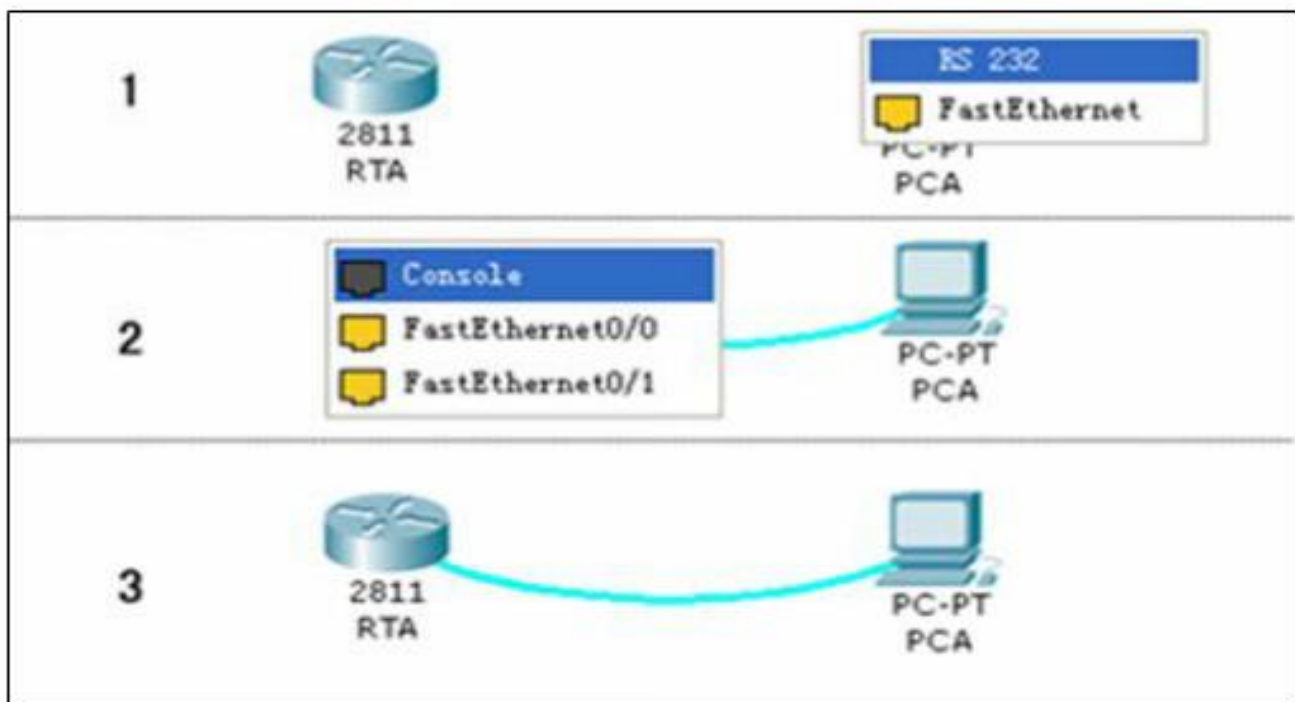 1
2811
RTA
RS 232
FastEthernet
PC-PT
PCA
2
Console
FastEthernet0/0
FastEthernet0/1
PC-PT
PCA
3
2811
RTA
PC-PT
PCA